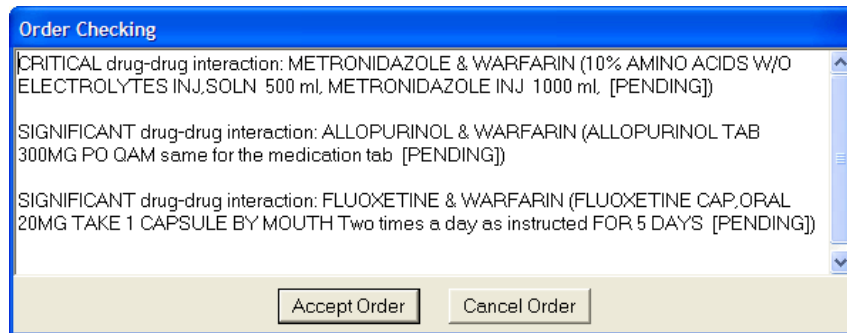 Order Checking
CRITICAL drug-drug interaction: METRONIDAZOLE & WARFARIN (10% AMINO ACIDS W/O
ELECTROLYTES INJ,SOLN  500 ml, METRONIDAZOLE INJ  1000 ml,  [PENDING])
SIGNIFICANT drug-drug interaction: ALLOPURINOL & WARFARIN (ALLOPURINOL TAB
300MG PO QAM same for the medication tab  [PENDING])
SIGNIFICANT drug-drug interaction: FLUOXETINE & WARFARIN (FLUOXETINE CAP,ORAL
20MG TAKE 1 CAPSULE BY MOUTH Two times a day as instructed FOR 5 DAYS  [PENDING])
Accept Order
Cancel Order